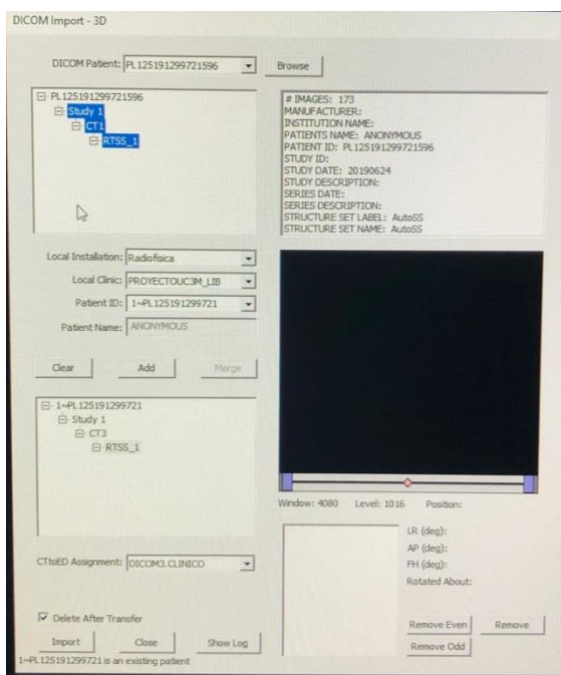 DICOM Import - 3D
DICOM Patient: PL125191299721596 Browse
PL125191299721596
Study 1
CT1
RTSS_1
# IMAGES: 173
MANUFACTURER:
INSTITUTION NAME:
PATIENTS NAME: ANONYMOUS
PATIENT ID: PL125191299721596
STUDY ID:
STUDY DATE: 20190624
STUDY DESCRIPTION:
SERIES DATE:
SERIES DESCRIPTION:
STRUCTURE SET LABEL: AutoSS
STRUCTURE SET NAME: AutoSS
Local Installation: Radiofisica
Local Clinic: PROYECTOUC3M_LIB
Patient ID: 1~PL125191299721
Patient Name: ANONYMOUS
Clear Add Merge
1~PL125191299721
Study 1
CT3
RTSS_1
Window: 4080 Level: 1016 Position:
LR (deg):
AP (deg):
FH (deg):
Rotated About:
CTtoED Assignment: DICOM3.CLINICO
Delete After Transfer
Remove Even Remove
Remove Odd
Import Close Show Log
1~PL125191299721 is an existing patient